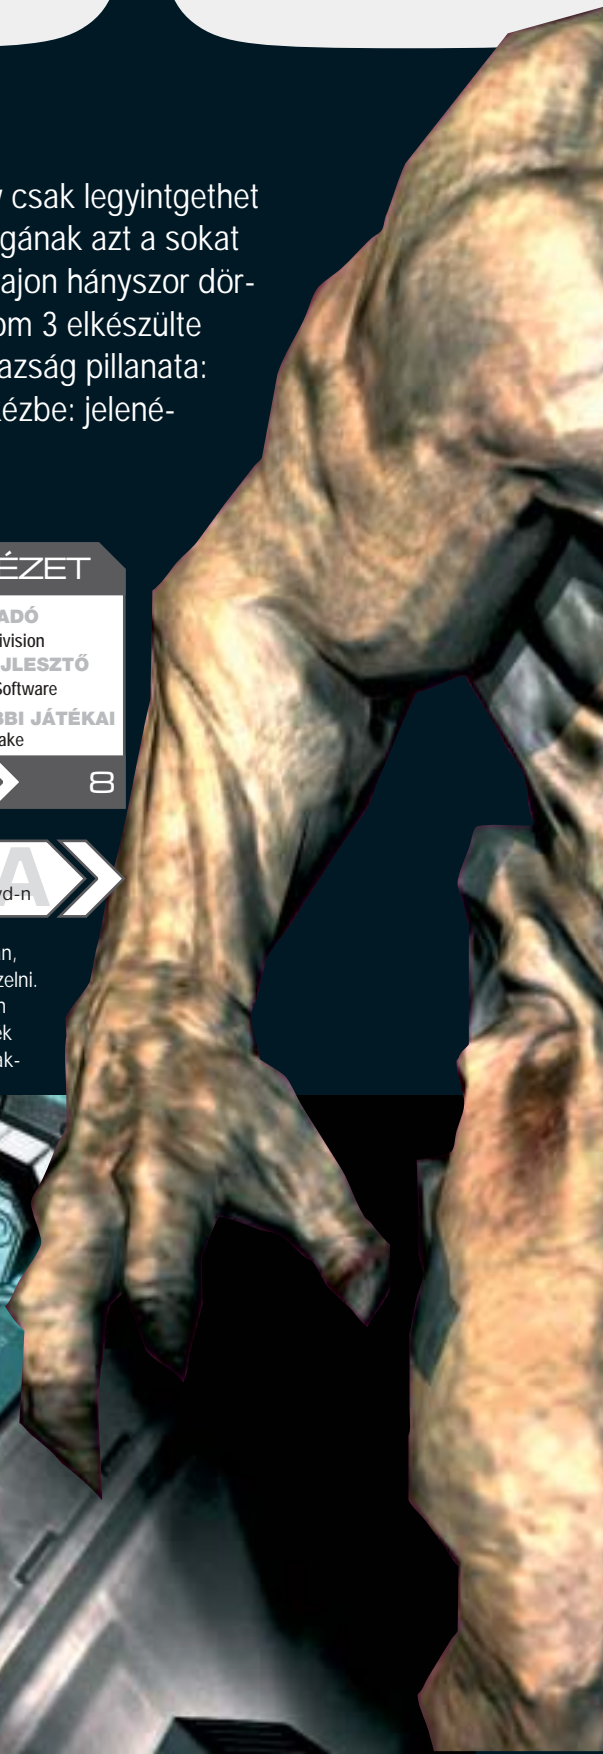 csak legyintgethet
gának azt a sokat
ajon hányszor dör-
om 3 elkészülte
azság pillanata:
ézbe: jelené-
ÉZET
ADÓ
ivision
JLESZTŐ
Software
BBI JÁTÉKAI
ake
8
A
vd-n
n,
zelni.
n
ek
ak-